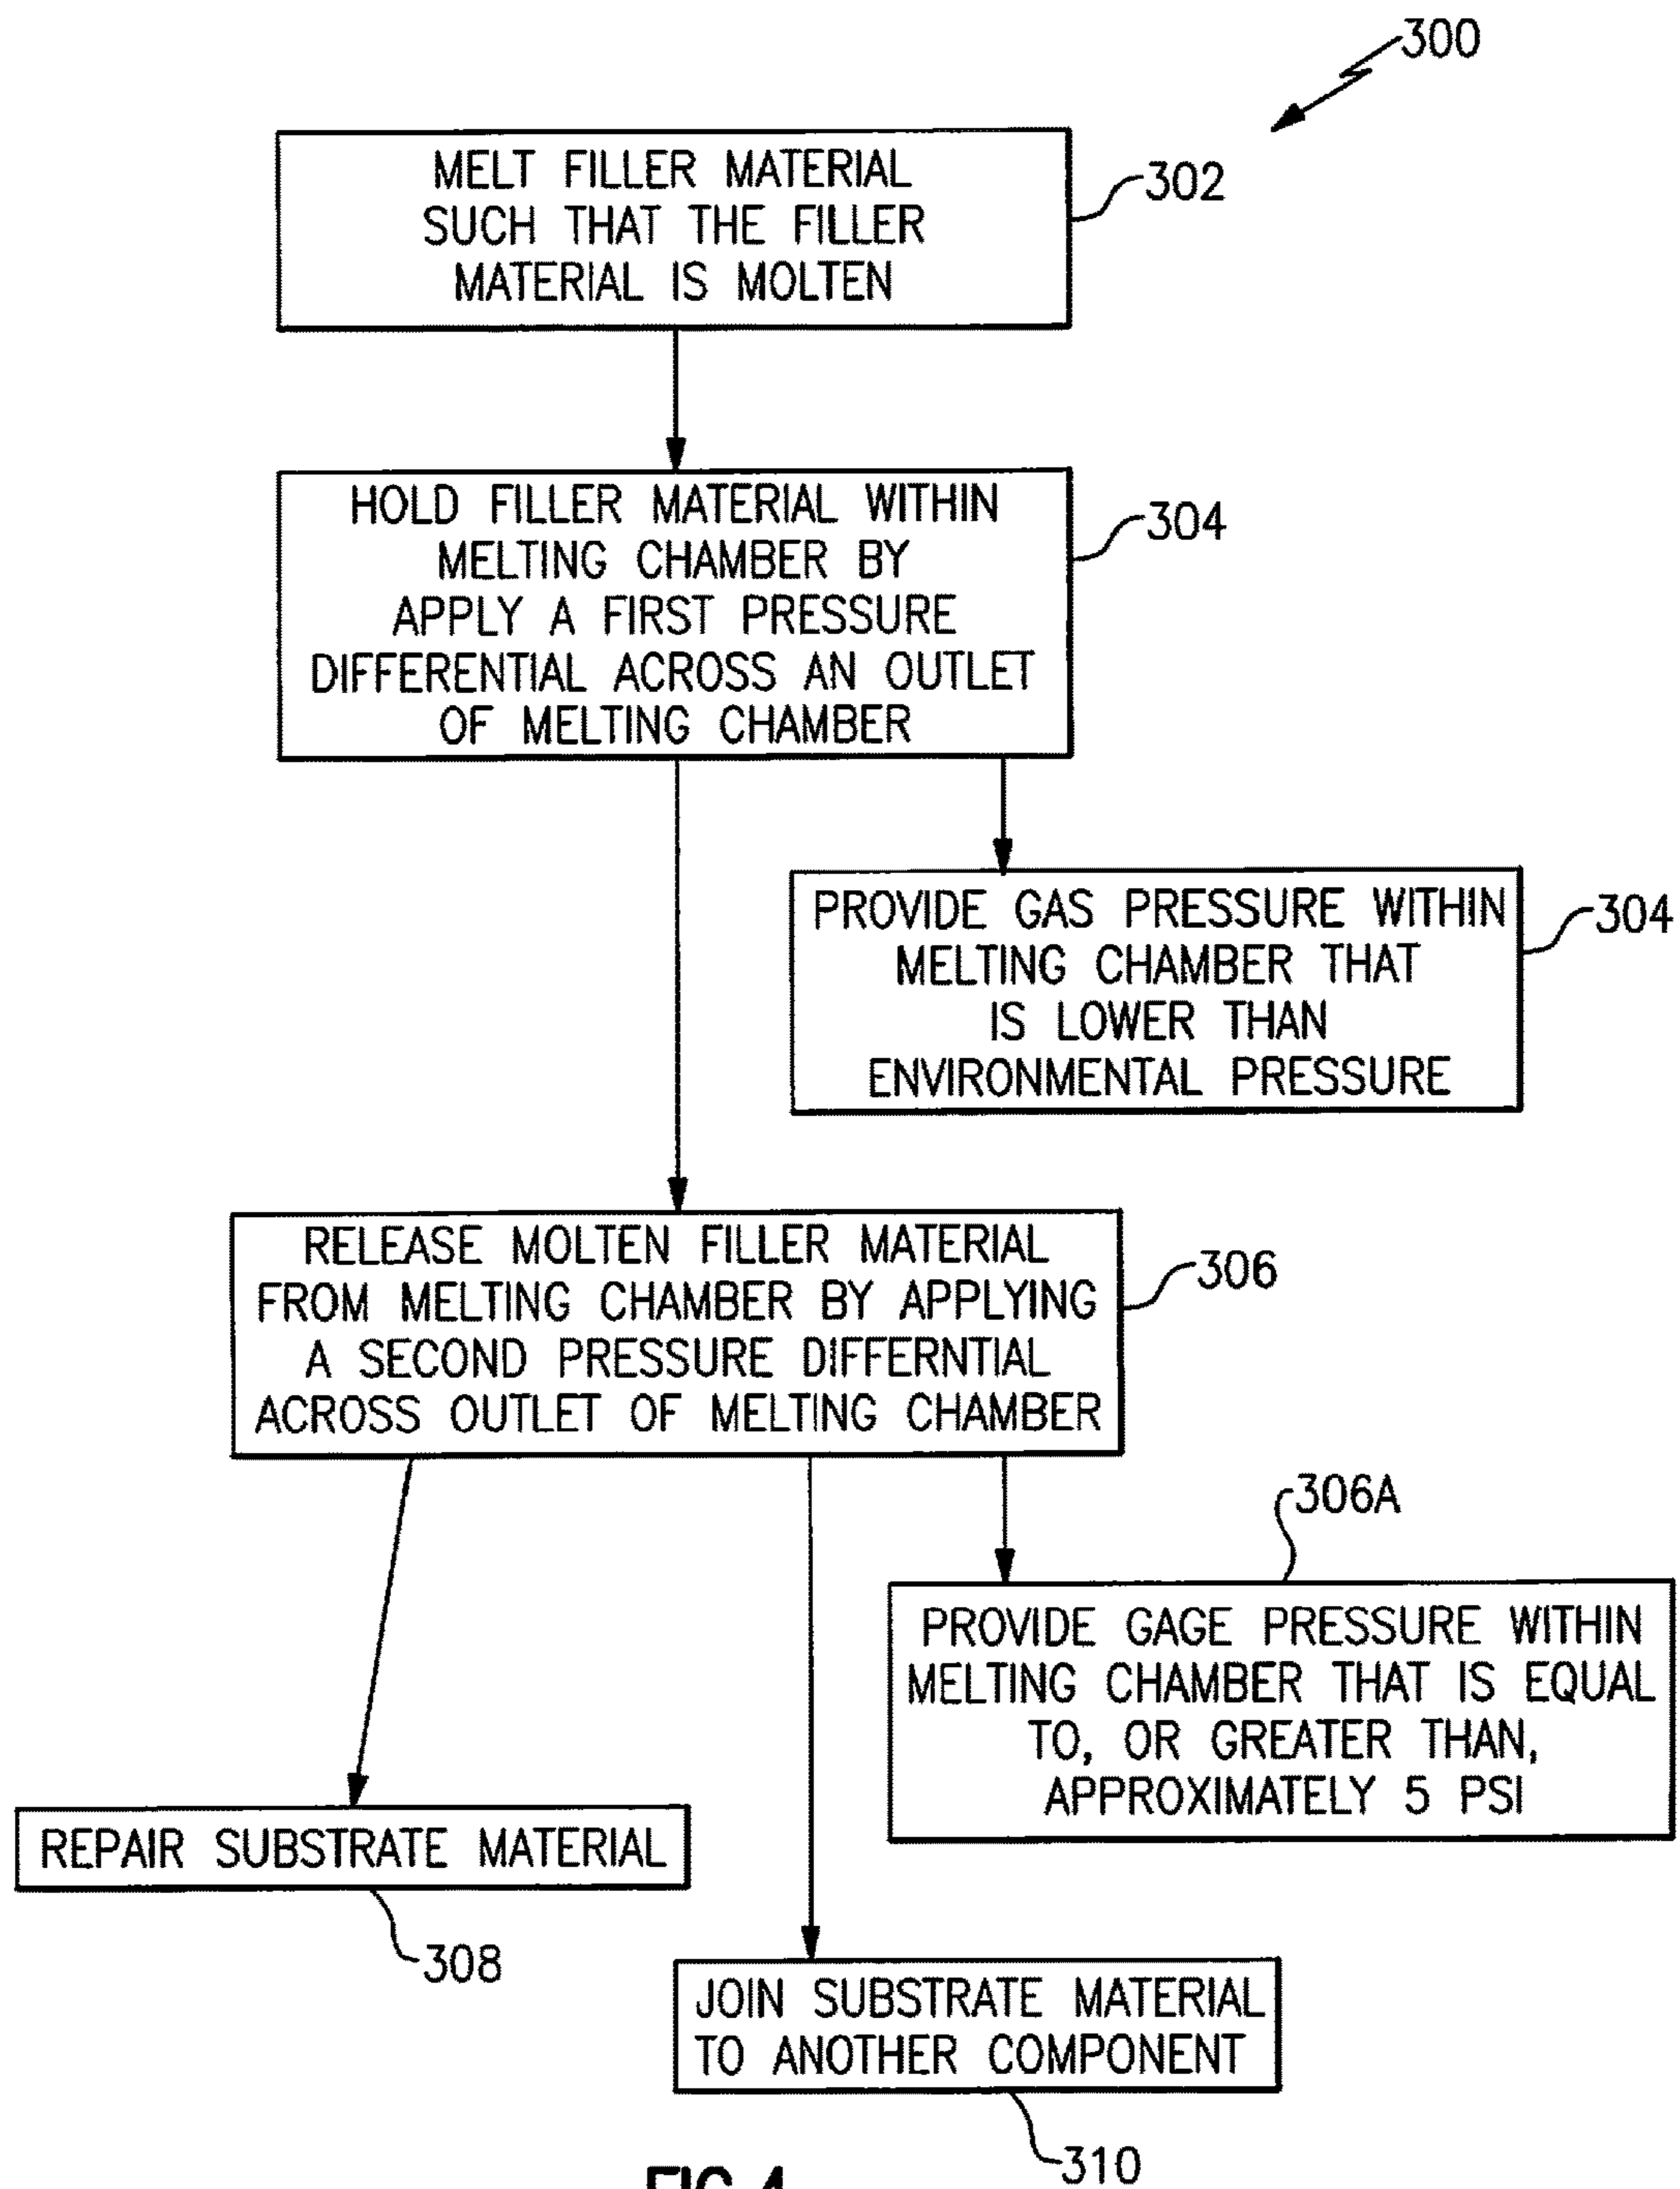 300
MELT FILLER MATERIAL
SUCH THAT THE FILLER
MATERIAL IS MOLTEN
302
HOLD FILLER MATERIAL WITHIN
MELTING CHAMBER BY
APPLY A FIRST PRESSURE
DIFFERENTIAL ACROSS AN OUTLET
OF MELTING CHAMBER
304
PROVIDE GAS PRESSURE WITHIN
MELTING CHAMBER THAT
IS LOWER THAN
ENVIRONMENTAL PRESSURE
304
RELEASE MOLTEN FILLER MATERIAL
FROM MELTING CHAMBER BY APPLYING
A SECOND PRESSURE DIFFERNTIAL
ACROSS OUTLET OF MELTING CHAMBER
306
306A
PROVIDE GAGE PRESSURE WITHIN
MELTING CHAMBER THAT IS EQUAL
TO, OR GREATER THAN,
APPROXIMATELY 5 PSI
REPAIR SUBSTRATE MATERIAL
308
JOIN SUBSTRATE MATERIAL
TO ANOTHER COMPONENT
310